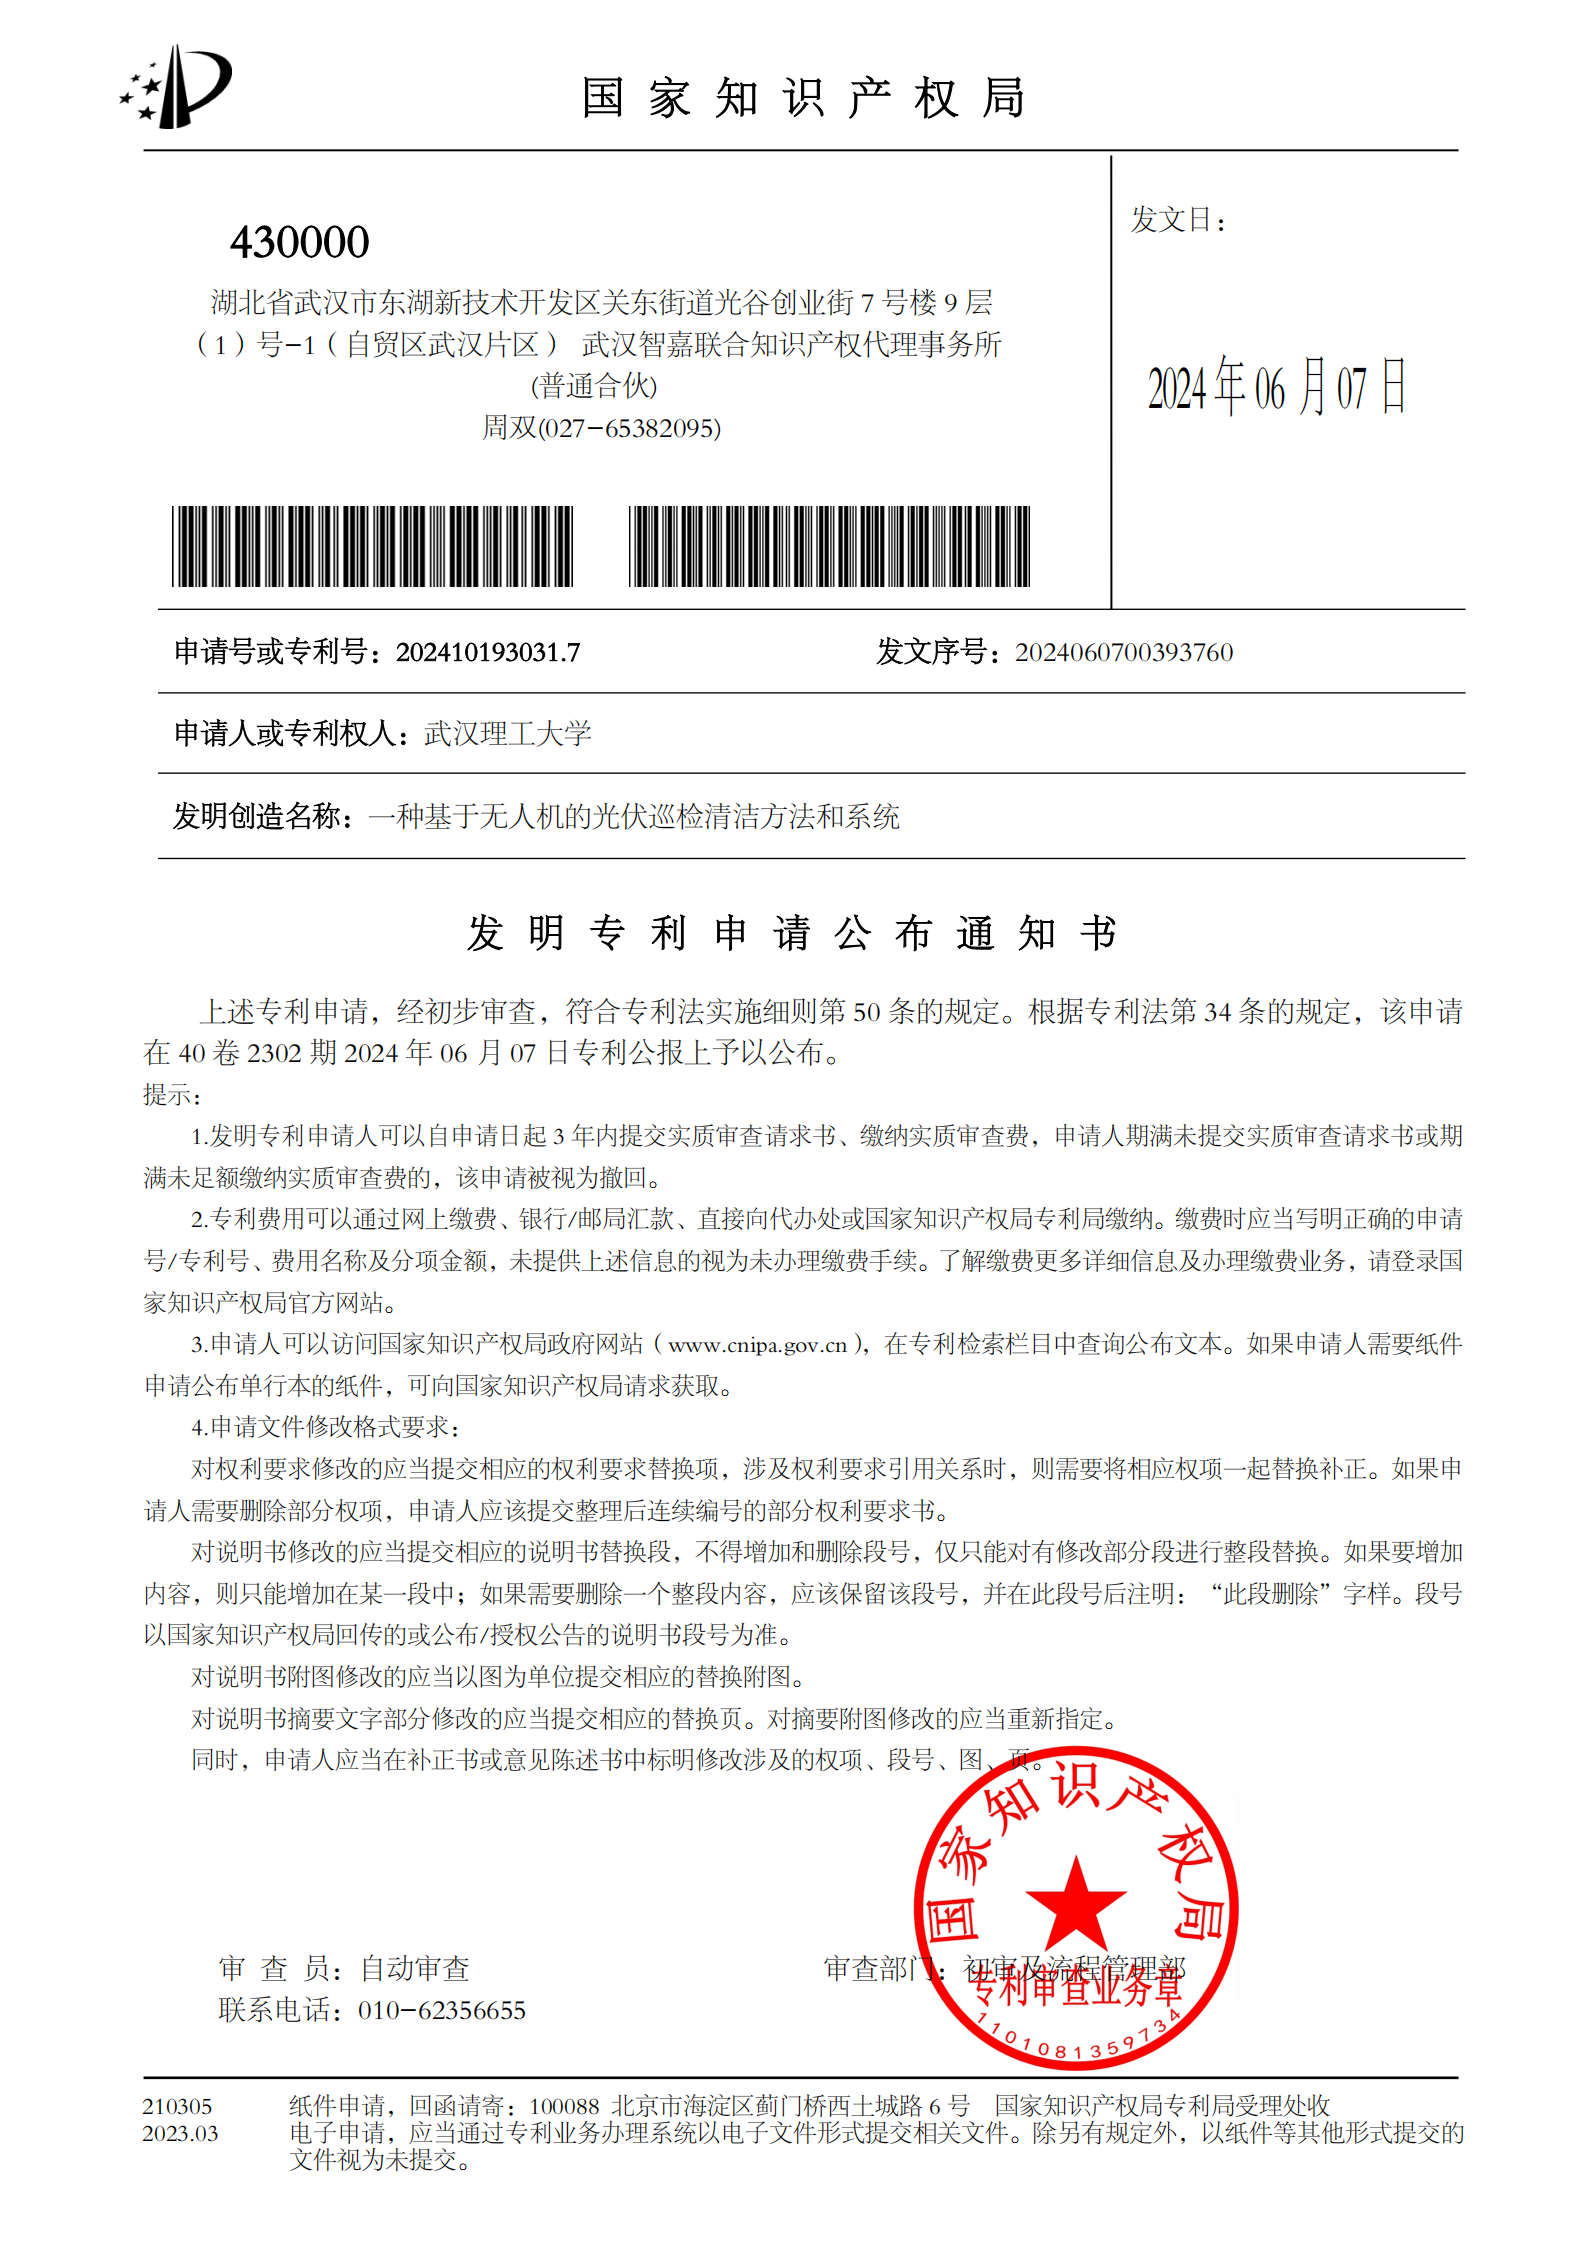 国家知识产权局
430000
发文日：
湖北省武汉市东湖新技术开发区关东街道光谷创业街 7 号楼 9 层
（1）号-1（自贸区武汉片区） 武汉智嘉联合知识产权代理事务所
(普通合伙)
周双(027-65382095)
2024 年 06 月 07 日
申请号或专利号：202410193031.7 发文序号：2024060700393760
申请人或专利权人：武汉理工大学
发明创造名称：一种基于无人机的光伏巡检清洁方法和系统
发明专利申请公布通知书
上述专利申请，经初步审查，符合专利法实施细则第 50 条的规定。根据专利法第 34 条的规定，该申请
在 40 卷 2302 期 2024 年 06 月 07 日专利公报上予以公布。
提示：
1.发明专利申请人可以自申请日起 3 年内提交实质审查请求书、缴纳实质审查费，申请人期满未提交实质审查请求书或期
满未足额缴纳实质审查费的，该申请被视为撤回。
2.专利费用可以通过网上缴费、银行/邮局汇款、直接向代办处或国家知识产权局专利局缴纳。缴费时应当写明正确的申请
号/专利号、费用名称及分项金额，未提供上述信息的视为未办理缴费手续。了解缴费更多详细信息及办理缴费业务，请登录国
家知识产权局官方网站。
3.申请人可以访问国家知识产权局政府网站（www.cnipa.gov.cn），在专利检索栏目中查询公布文本。如果申请人需要纸件
申请公布单行本的纸件，可向国家知识产权局请求获取。
4.申请文件修改格式要求：
对权利要求修改的应当提交相应的权利要求替换项，涉及权利要求引用关系时，则需要将相应权项一起替换补正。如果申
请人需要删除部分权项，申请人应该提交整理后连续编号的部分权利要求书。
对说明书修改的应当提交相应的说明书替换段，不得增加和删除段号，仅只能对有修改部分段进行整段替换。如果要增加
内容，则只能增加在某一段中；如果需要删除一个整段内容，应该保留该段号，并在此段号后注明：“此段删除”字样。段号
以国家知识产权局回传的或公布/授权公告的说明书段号为准。
对说明书附图修改的应当以图为单位提交相应的替换附图。
对说明书摘要文字部分修改的应当提交相应的替换页。对摘要附图修改的应当重新指定。
同时，申请人应当在补正书或意见陈述书中标明修改涉及的权项、段号、图、页。
国家知识产权局
审 查 员：自动审查 审查部门：初审及流程管理部
专利审查业务章
联系电话：010-62356655
1101081359734
210305 纸件申请，回函请寄：100088 北京市海淀区蓟门桥西土城路 6 号 国家知识产权局专利局受理处收
2023.03 电子申请，应当通过专利业务办理系统以电子文件形式提交相关文件。除另有规定外，以纸件等其他形式提交的
文件视为未提交。